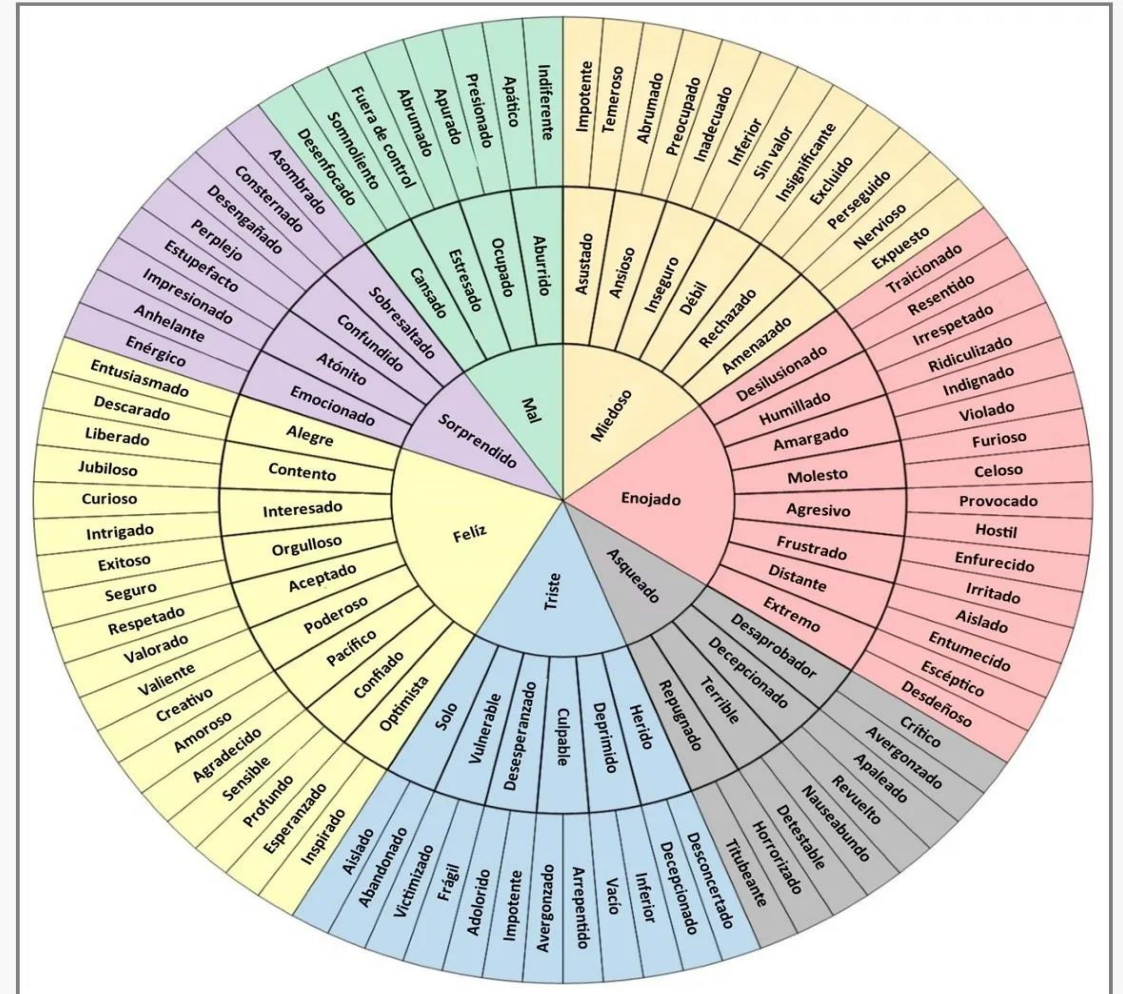 Mal
Miedoso
Enojado
Asqueado
Triste
Feliz
Sorprendido
Asustado
Ansioso
Inseguro
Débil
Rechazado
Amenazado
Desilusionado
Humillado
Amargado
Molesto
Agresivo
Frustrado
Distante
Extremo
Desaprobador
Decepcionado
Terrible
Repugnado
Herido
Deprimido
Culpable
Desesperanzado
Vulnerable
Solo
Optimista
Confiado
Pacífico
Poderoso
Aceptado
Orgulloso
Interesado
Contento
Alegre
Emocionado
Atónito
Confundido
Sobresaltado
Cansado
Estresado
Ocupado
Aburrido
Impotente
Temeroso
Abrumado
Preocupado
Inadecuado
Inferior
Sin valor
Insignificante
Excluido
Perseguido
Nervioso
Expuesto
Traicionado
Resentido
Irrespetado
Ridiculizado
Indignado
Violado
Furioso
Celoso
Provocado
Hostil
Enfurecido
Irritado
Aislado
Entumecido
Escéptico
Desdeñoso
Crítico
Avergonzado
Apaleado
Revuelto
Nauseabundo
Detestable
Horrorizado
Titubeante
Desconcertado
Decepcionado
Inferior
Vacío
Arrepentido
Avergonzado
Impotente
Adolorido
Frágil
Victimizado
Abandonado
Aislado
Inspirado
Esperanzado
Profundo
Sensible
Agradecido
Amoroso
Creativo
Valiente
Valorado
Respetado
Seguro
Exitoso
Intrigado
Curioso
Jubiloso
Liberado
Descarado
Entusiasmado
Enérgico
Anhelante
Impresionado
Estupefacto
Perplejo
Desengañado
Consternado
Asombrado
Desenfocado
Somnoliento
Fuera de control
Abrumado
Apurado
Presionado
Apático
Indiferente